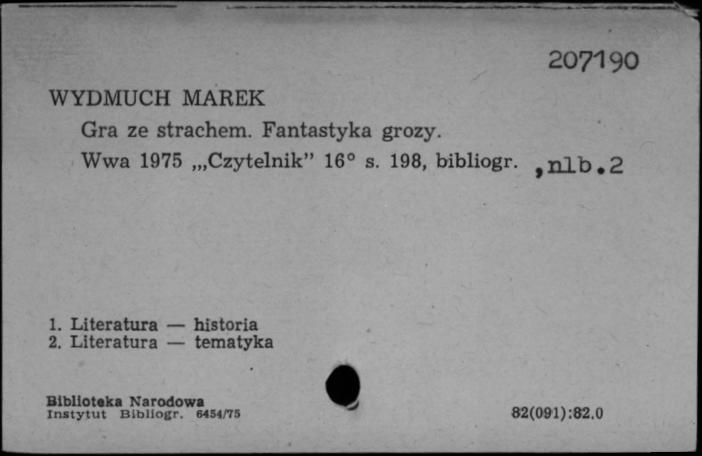 207190
WYDMUCH MAREK
Gra ze strachem. Fantastyka grozy.
Wwa 1975 „,Czytelnik” 16° s. 198, bibliogr. ,nlb.2
1. Literatura — historia
2. Literatura — tematyka
Biblioteka Narodowa
Instytut Bibliogr. 6454/75
82(091):82.0